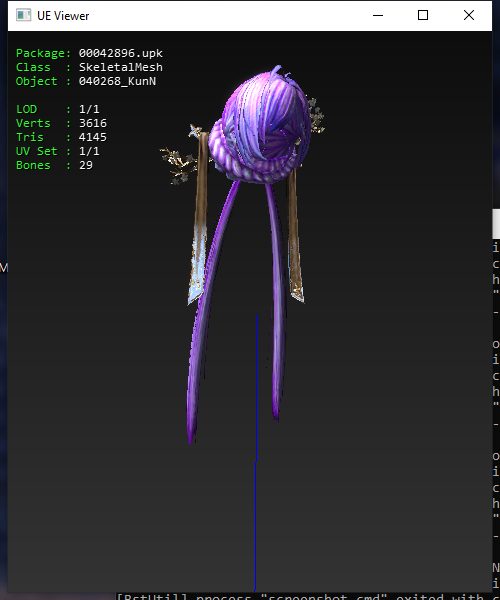 UE Viewer
Package: 00042896.upk
Class : SkeletalMesh
Object : 040268_KunN
LOD : 1/1
Verts : 3616
Tris : 4145
UV Set : 1/1
Bones : 29
M
i
c
h
"
-
o
i
c
h
"
-
o
i
c
h
"
-
N
i
[BstUtil] process "screenshot.cmd" exited with c